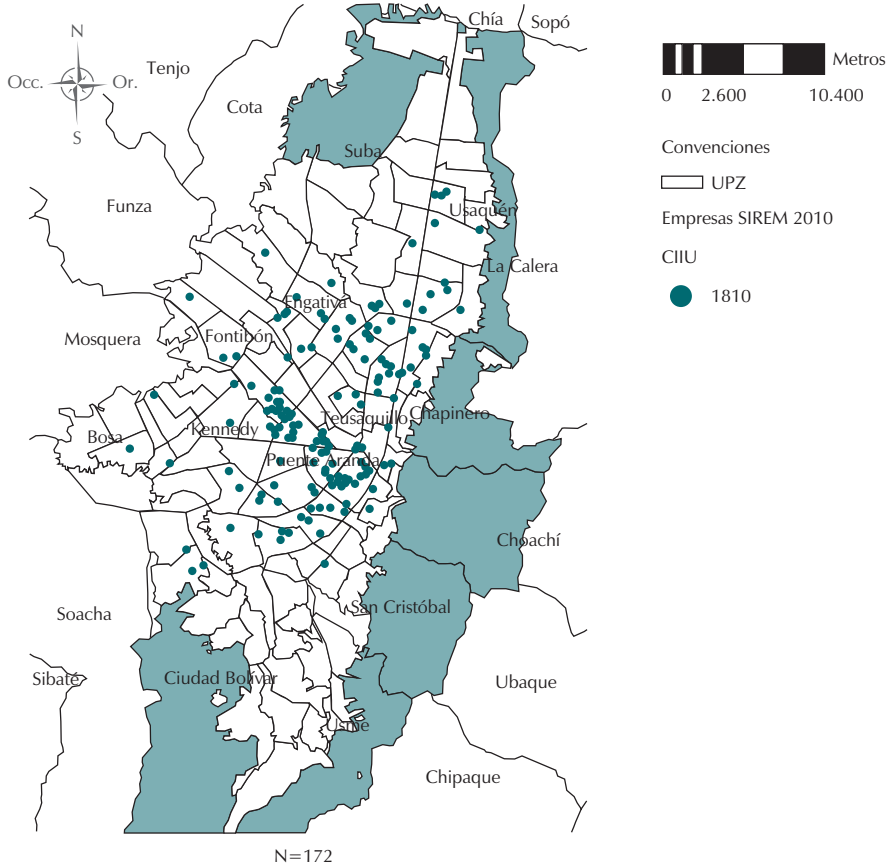 Chía
Sopó
N
Tenjo
Occ.
Or.
Cota
S
Suba
Funza
Usaquén
La Calera
Engativa
Mosquera
Fontibón
Teusaquillo
Chapinero
Bosa
Kennedy
Puente Aranda
Choachí
Soacha
San Cristóbal
Sibaté
Ciudad Bolívar
Ubaque
Usme
Chipaque
N=172
Metros
0
2.600
10.400
Convenciones
UPZ
Empresas SIREM 2010
CIIU
1810